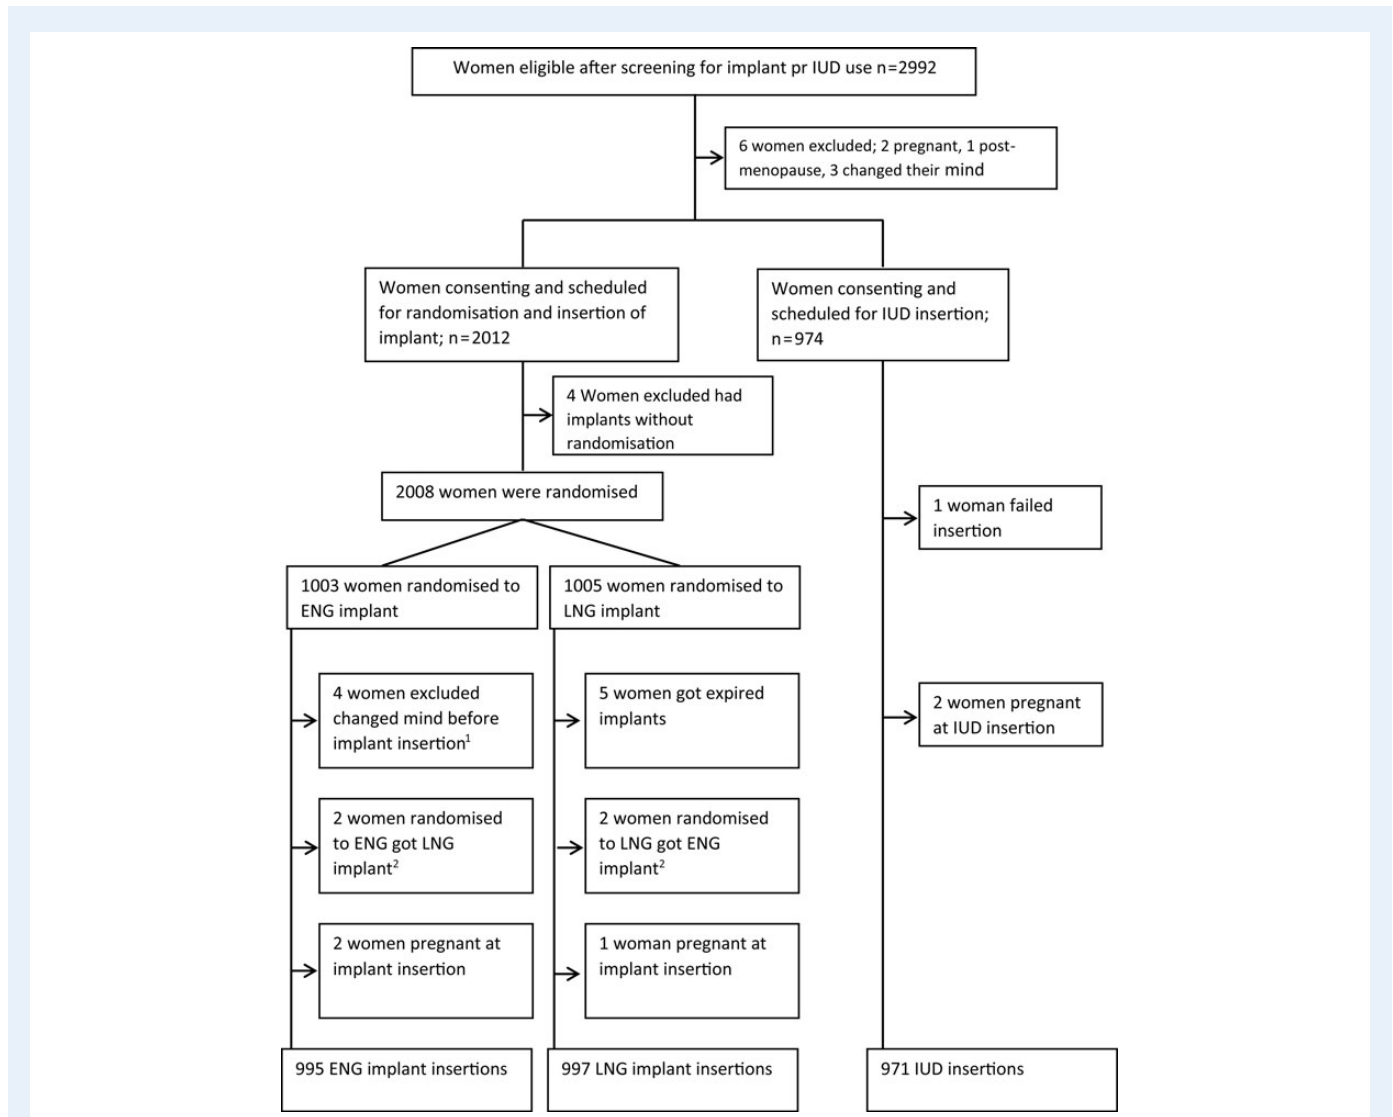 Women eligible after screening for implant pr IUD use n=2992
6 women excluded; 2 pregnant, 1 post-
menopause, 3 changed their mind
Women consenting and scheduled
for randomisation and insertion of
implant; n=2012
Women consenting and
scheduled for IUD insertion;
n=974
4 Women excluded had
implants without
randomisation
2008 women were randomised
1 woman failed
insertion
1003 women randomised to
ENG implant
1005 women randomised to
LNG implant
4 women excluded
changed mind before
implant insertion¹
5 women got expired
implants
2 women pregnant
at IUD insertion
2 women randomised
to ENG got LNG
implant²
2 women randomised
to LNG got ENG
implant²
2 women pregnant at
implant insertion
1 woman pregnant at
implant insertion
995 ENG implant insertions
997 LNG implant insertions
971 IUD insertions